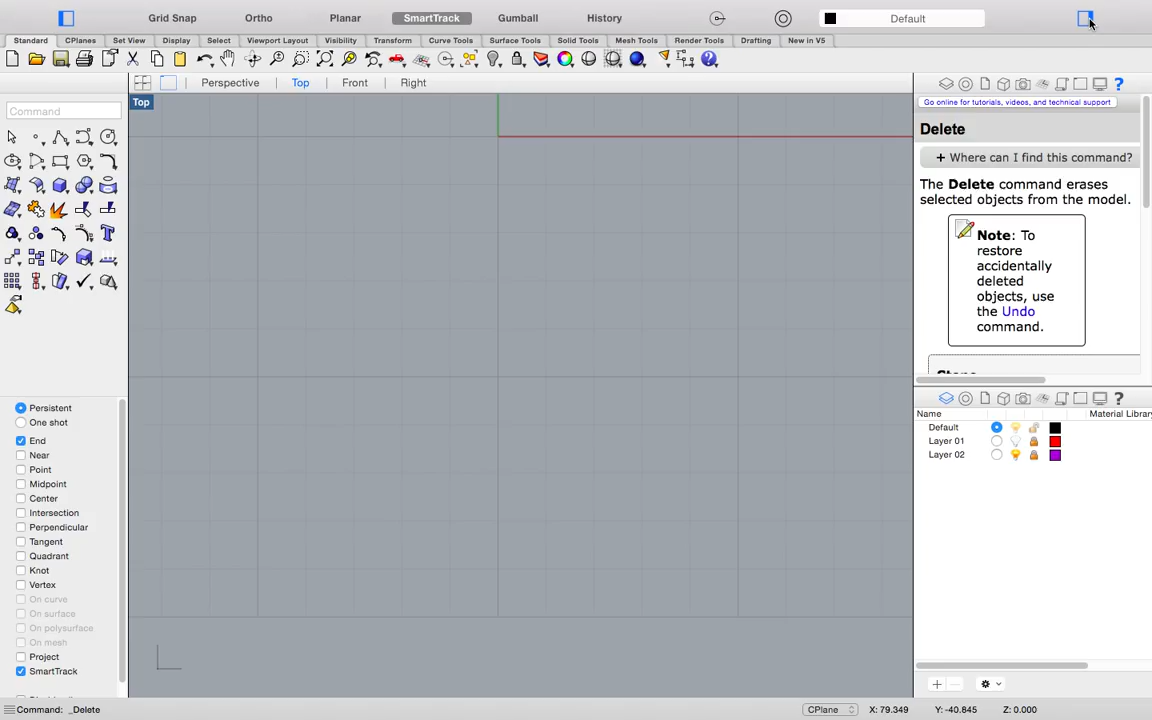 Grid Snap Ortho Planar SmartTrack Gumball History Default
Standard CPlanes Set View Display Select Viewport Layout Visibility Transform Curve Tools Surface Tools Solid Tools Mesh Tools Render Tools Drafting New in V5
Perspective Top Front Right
Top
Command
Persistent
One shot
End
Near
Point
Midpoint
Center
Intersection
Perpendicular
Tangent
Quadrant
Knot
Vertex
On curve
On surface
On polysurface
On mesh
Project
SmartTrack
Go online for tutorials, videos, and technical support
Delete
+ Where can I find this command?
The Delete command erases
selected objects from the model.
Note: To
restore
accidentally
deleted
objects, use
the Undo
command.
Name Material Library
Default
Layer 01
Layer 02
Command: _Delete CPlane X: 79.349 Y: -40.845 Z: 0.000